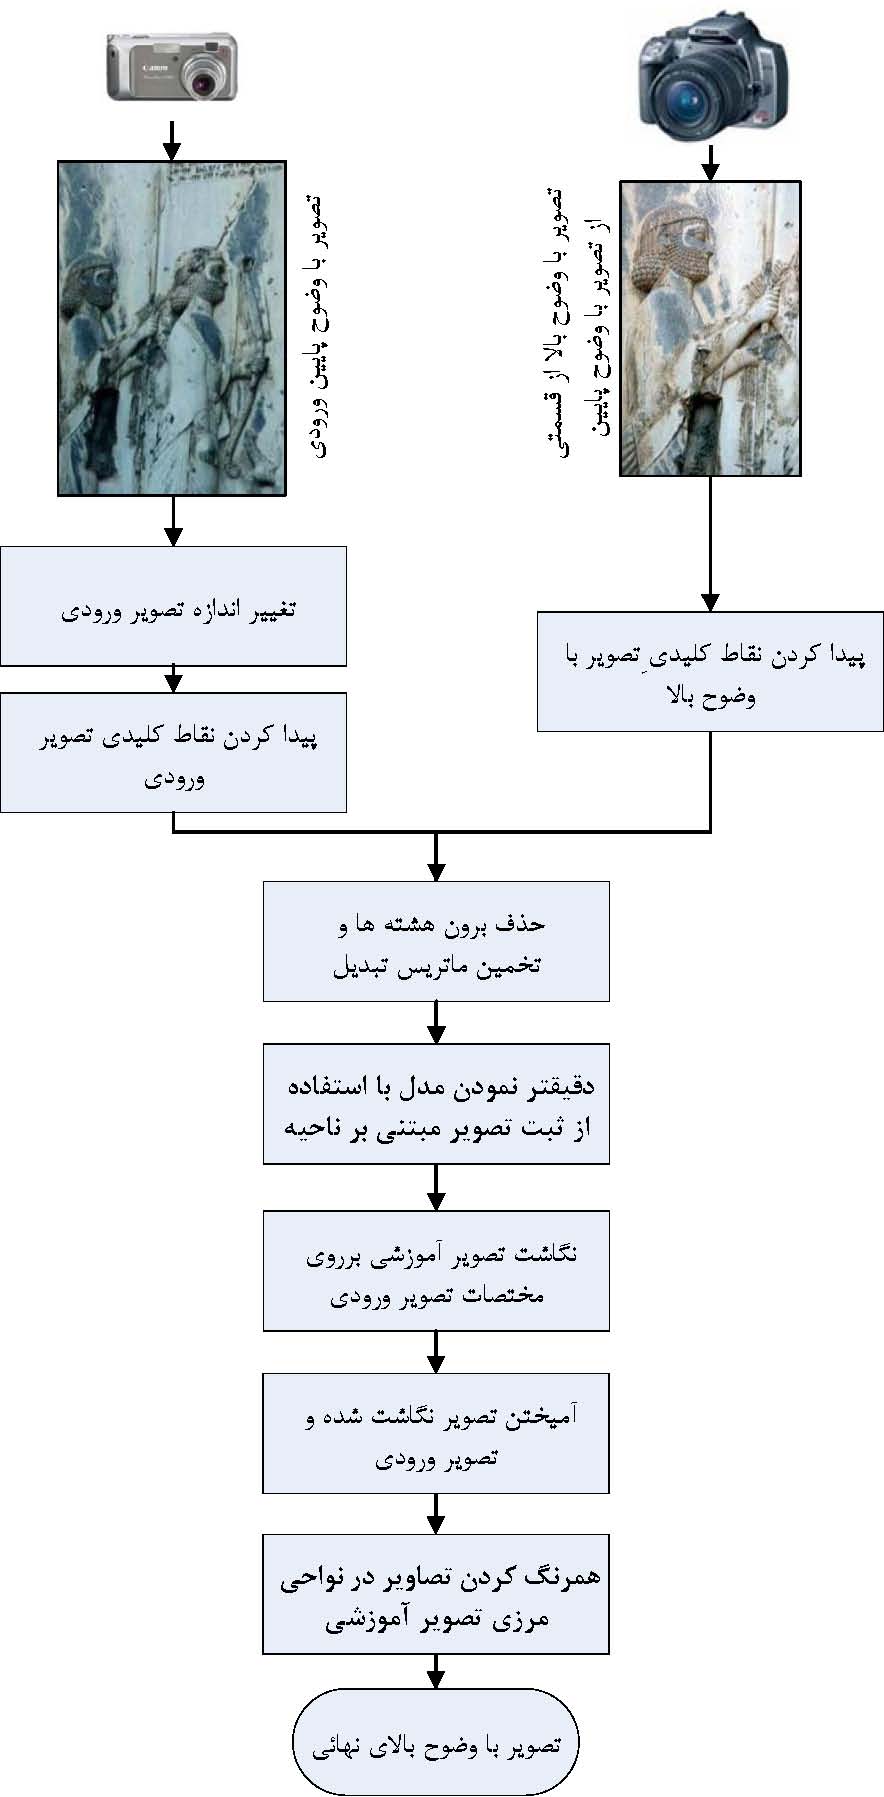 Canon
تصویر با وضوح پایین ورودی
تصویر با وضوح بالا از قسمتی
از تصویر با وضوح پایین
تغییر اندازه تصویر ورودی
پیدا کردن نقاط کلیدی تصویر
ورودی
پیدا کردن نقاط کلیدیِ تصویر با
وضوح بالا
حذف برون هشته ها و
تخمین ماتریس تبدیل
دقیقتر نمودن مدل با استفاده
از ثبت تصویر مبتنی بر ناحیه
نگاشت تصویر آموزشی برروی
مختصات تصویر ورودی
آمیختن تصویر نگاشت شده و
تصویر ورودی
همرنگ کردن تصاویر در نواحی
مرزی تصویر آموزشی
تصویر با وضوح بالای نهائی